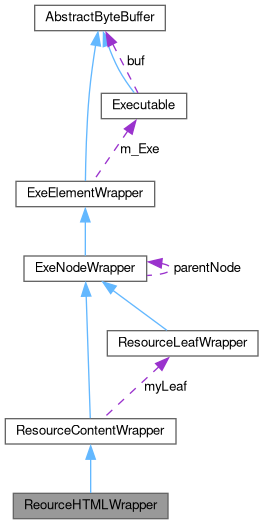 AbstractByteBuffer
buf
Executable
m_Exe
ExeElementWrapper
ExeNodeWrapper
parentNode
ResourceLeafWrapper
myLeaf
ResourceContentWrapper
ReourceHTMLWrapper